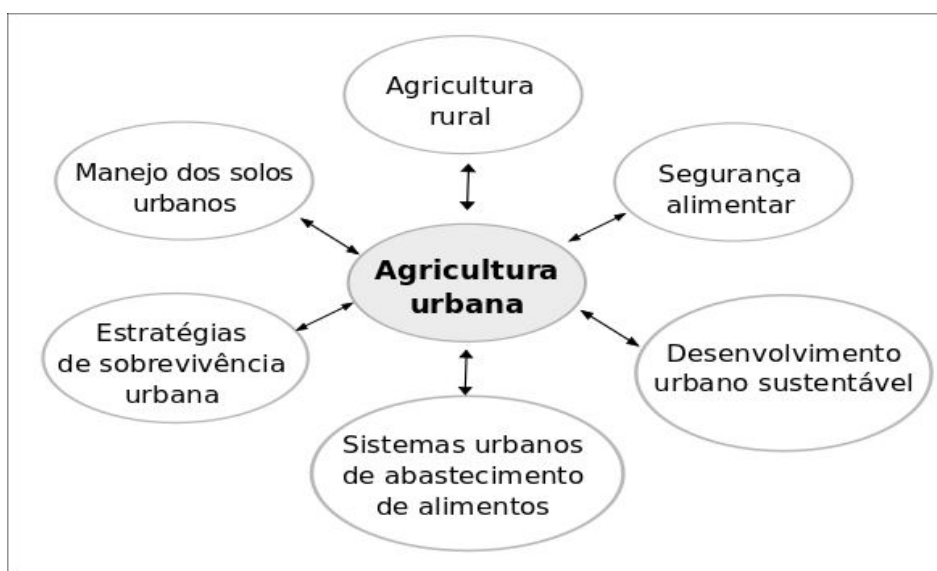 Agricultura
rural
Manejo dos solos
urbanos
Segurança
alimentar
Agricultura
urbana
Estratégias
de sobrevivência
urbana
Desenvolvimento
urbano sustentável
Sistemas urbanos
de abastecimento
de alimentos